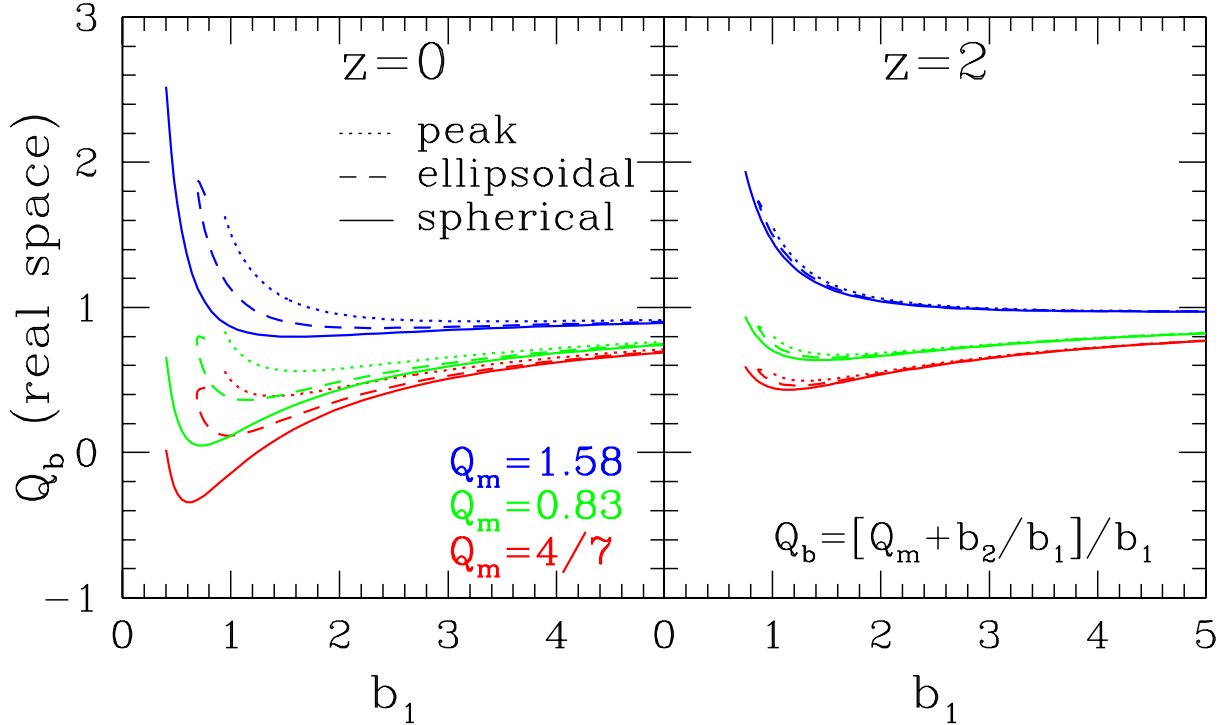 z=0
z=2
peak
ellipsoidal
spherical
Q_b (real space)
3
2
1
0
−1
Q_m=1.58
Q_m=0.83
Q_m=4/7
Q_b=[Q_m+b_2/b_1]/b_1
0 1 2 3 4 0 1 2 3 4 5
b_1 b_1